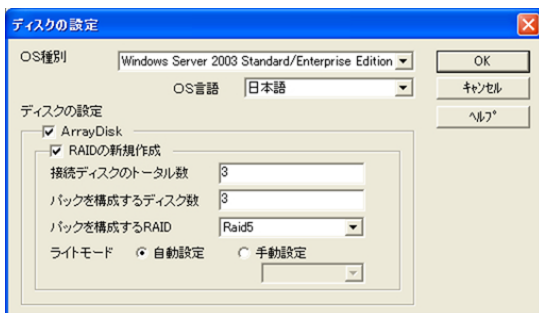 ディスクの設定
OS種別 Windows Server 2003 Standard/Enterprise Edition OK
OS言語 日本語 キャンセル
ディスクの設定 ヘルプ
ArrayDisk
RAIDの新規作成
接続ディスクのトータル数 3
パックを構成するディスク数 3
パックを構成するRAID Raid5
ライトモード 自動設定 手動設定